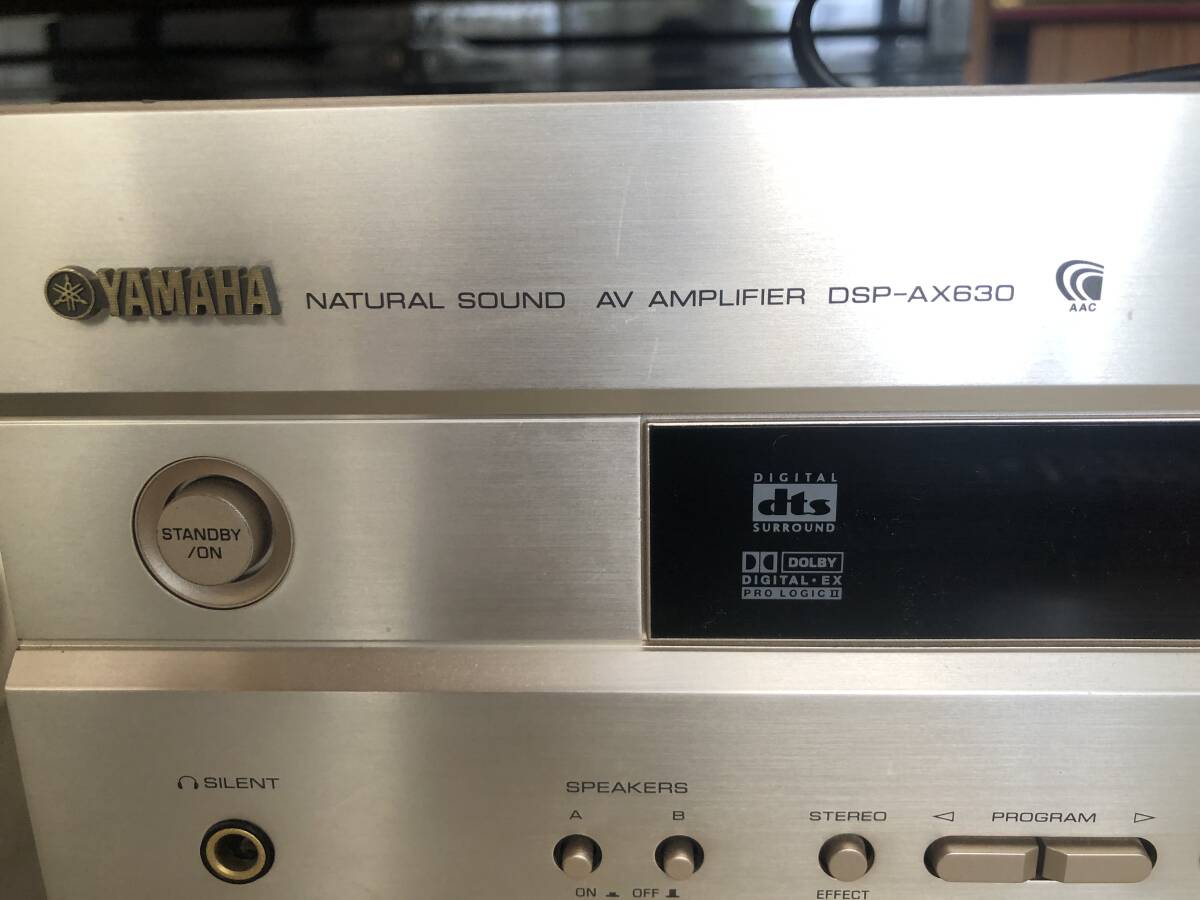 YAMAHA NATURAL SOUND AV AMPLIFIER DSP-AX630
AAC
STANDBY
/ON
DIGITAL
dts
SURROUND
DOLBY
DIGITAL·EX
PRO LOGIC II
SILENT
SPEAKERS
A B
ON OFF
STEREO
EFFECT
PROGRAM